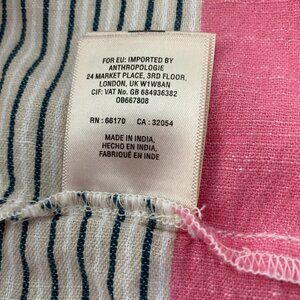 FOR EU: IMPORTED BY
ANTHROPOLOGIE
24 MARKET PLACE, 3RD FLOOR,
LONDON, UK W1W8AN
CIF: VAT No. GB 684936382
OB667808
RN : 66170 CA : 32054
MADE IN INDIA,
HECHO EN INDIA,
FABRIQUÉ EN INDE